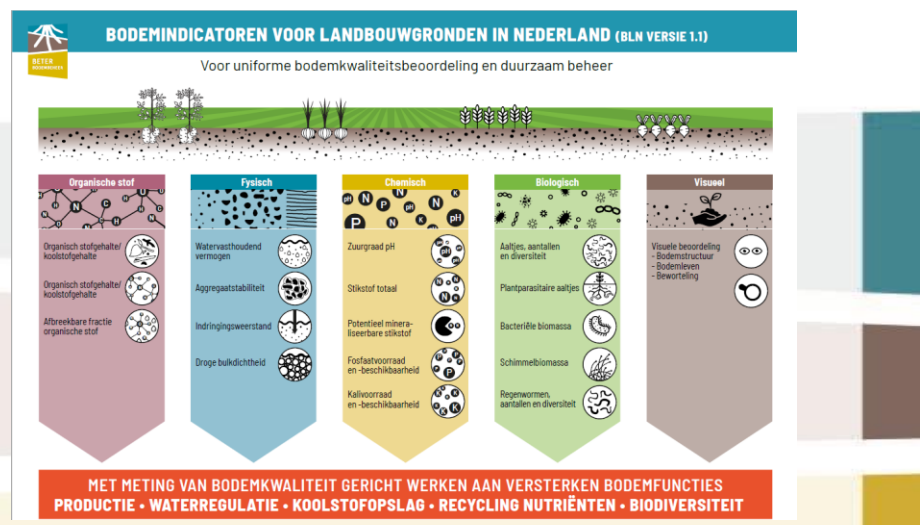 BODEMINDICATOREN VOOR LANDBOUWGRONDEN IN NEDERLAND (BLN VERSIE 1.1)
BETER
BODEMBEHEER
Voor uniforme bodemkwaliteitsbeoordeling en duurzaam beheer
Organische stof
Organisch stofgehalte/
koolstofgehalte
Organisch stofgehalte/
koolstofgehalte
Afbreekbare fractie
organische stof
Fysisch
Watervasthoudend
vermogen
Aggregaatstabiliteit
Indringingsweerstand
Droge bulkdichtheid
Chemisch
Zuurgraad pH
Stikstof totaal
Potentieel minera-
liseerbare stikstof
Fosfaatvoorraad
en -beschikbaarheid
Kalivoorraad
en -beschikbaarheid
Biologisch
Aaltjes, aantallen
en diversiteit
Plantparasitaire aaltjes
Bacteriële biomassa
Schimmelbiomassa
Regenwormen,
aantallen en diversiteit
Visueel
Visuele beoordeling
- Bodemstructuur
- Bodemleven
- Beworteling
MET METING VAN BODEMKWALITEIT GERICHT WERKEN AAN VERSTERKEN BODEMFUNCTIES
PRODUCTIE • WATERREGULATIE • KOOLSTOFOPSLAG • RECYCLING NUTRIËNTEN • BIODIVERSITEIT